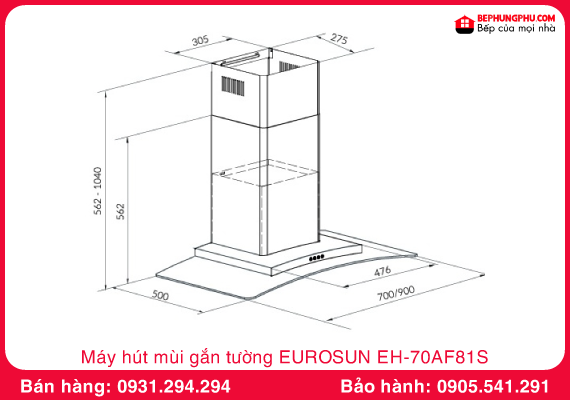 BEPHUNGPHU.COM
Bếp của mọi nhà
305
275
562 - 1040
562
500
476
700/900
Máy hút mùi gắn tường EUROSUN EH-70AF81S
Bán hàng: 0931.294.294
Bảo hành: 0905.541.291